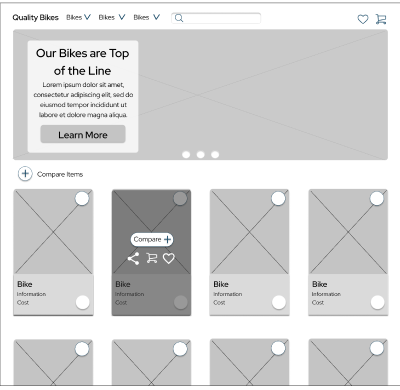 Quality Bikes Bikes Bikes Bikes
Our Bikes are Top
of the Line
Lorem ipsum dolor sit amet,
consectetur adipiscing elit, sed do
eiusmod tempor incididunt ut
labore et dolore magna aliqua.
Learn More
Compare Items
Compare
Bike Bike Bike Bike
Information Information Information Information
Cost Cost Cost Cost